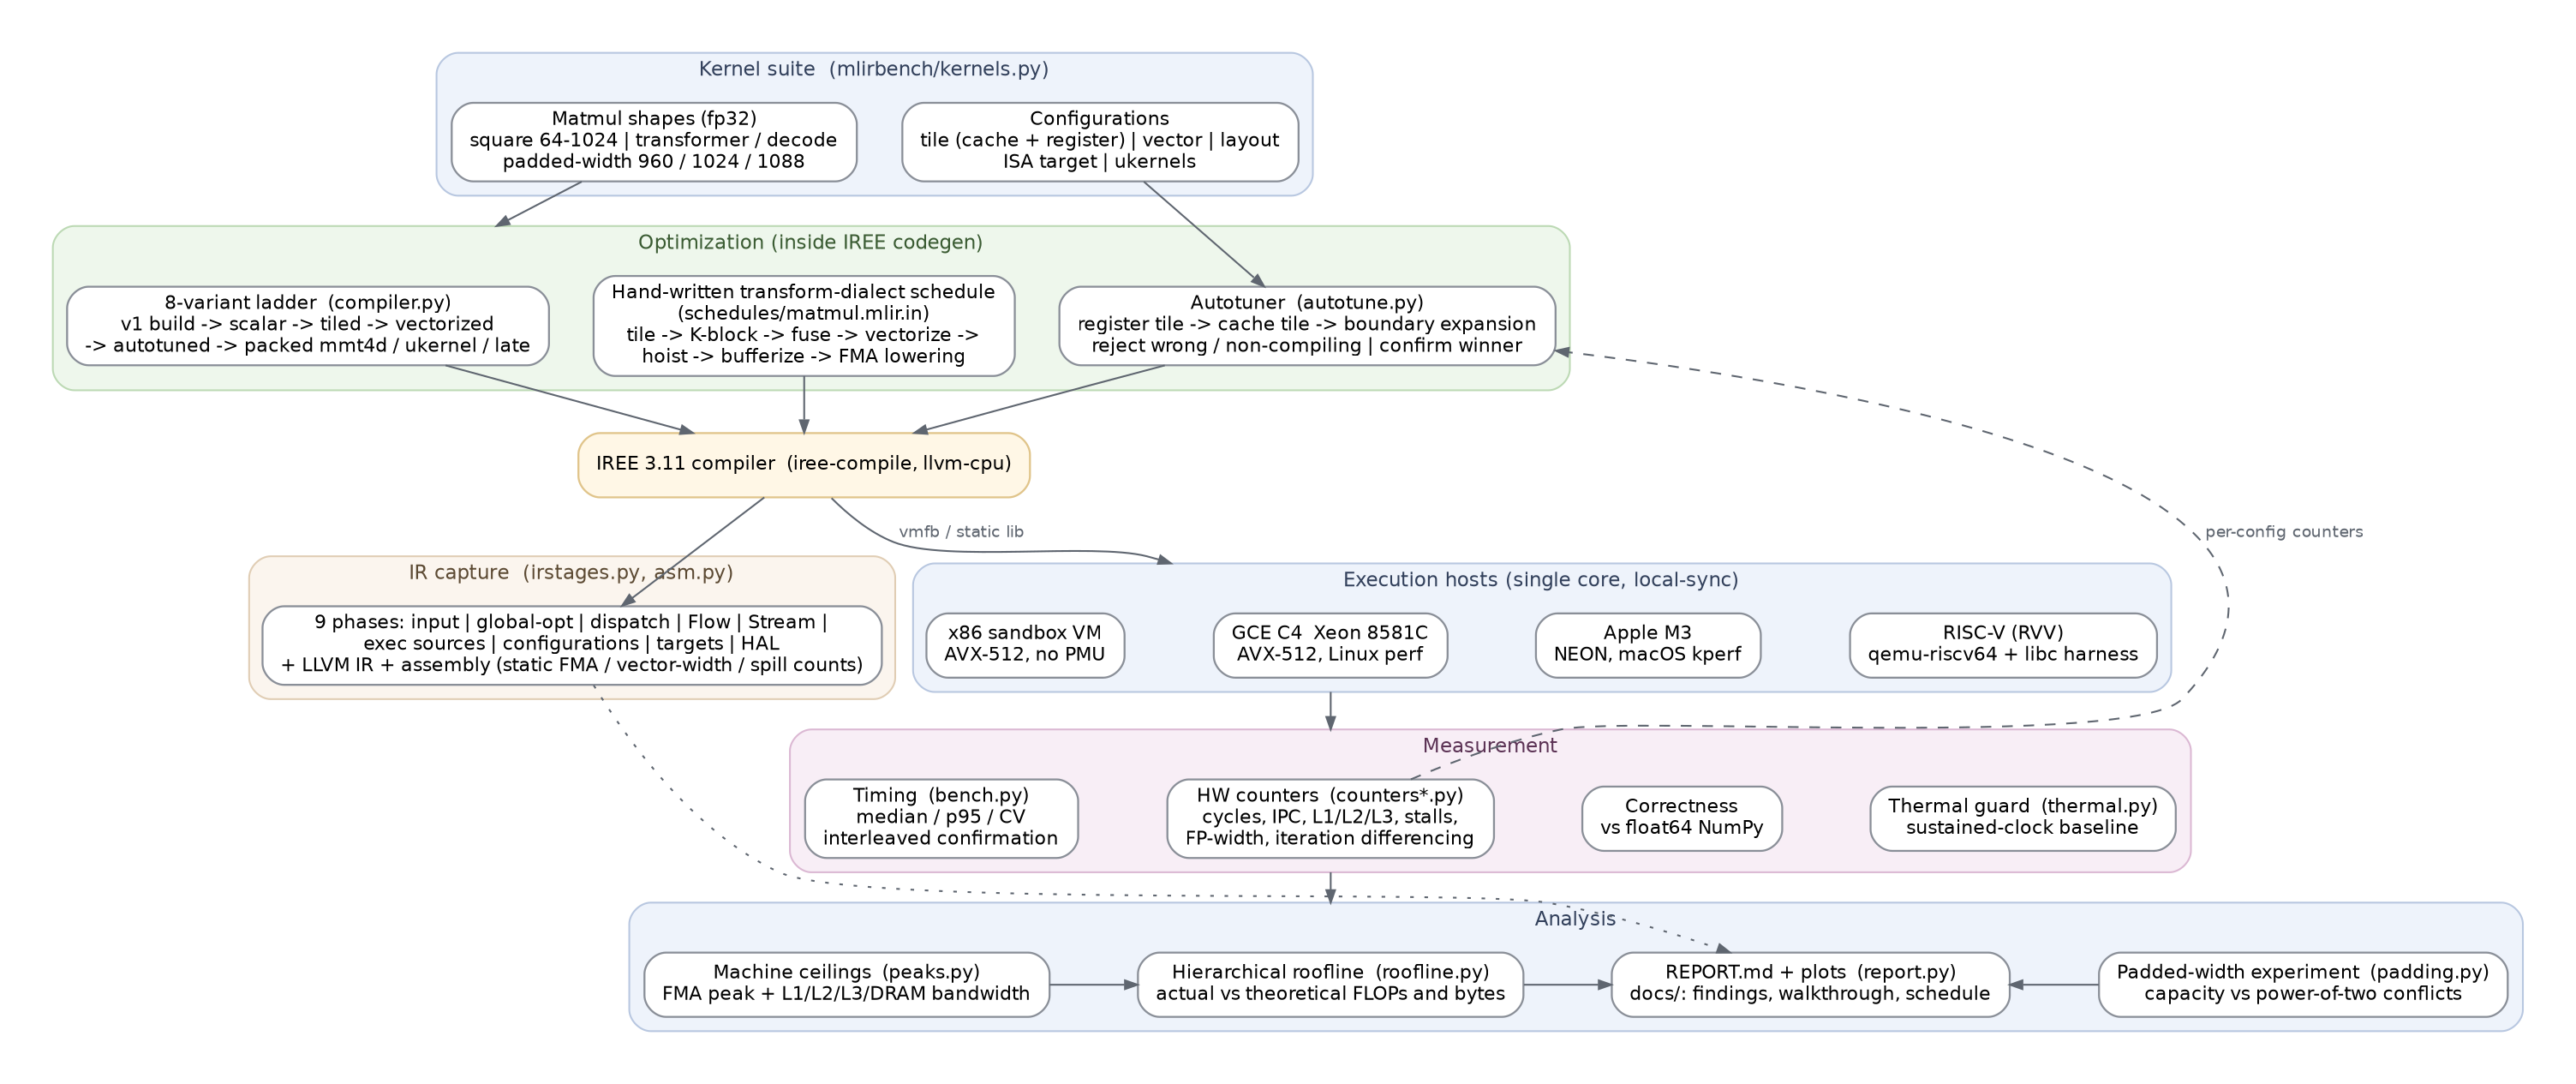 Kernel suite  (mlirbench/kernels.py)
Matmul shapes (fp32)
square 64-1024 | transformer / decode
padded-width 960 / 1024 / 1088
Configurations
tile (cache + register) | vector | layout
ISA target | ukernels
Optimization (inside IREE codegen)
8-variant ladder  (compiler.py)
v1 build -> scalar -> tiled -> vectorized
-> autotuned -> packed mmt4d / ukernel / late
Hand-written transform-dialect schedule
(schedules/matmul.mlir.in)
tile -> K-block -> fuse -> vectorize ->
hoist -> bufferize -> FMA lowering
Autotuner  (autotune.py)
register tile -> cache tile -> boundary expansion
reject wrong / non-compiling | confirm winner
IREE 3.11 compiler  (iree-compile, llvm-cpu)
vmfb / static lib
per-config counters
IR capture  (irstages.py, asm.py)
9 phases: input | global-opt | dispatch | Flow | Stream |
exec sources | configurations | targets | HAL
+ LLVM IR + assembly (static FMA / vector-width / spill counts)
Execution hosts (single core, local-sync)
x86 sandbox VM
AVX-512, no PMU
GCE C4  Xeon 8581C
AVX-512, Linux perf
Apple M3
NEON, macOS kperf
RISC-V (RVV)
qemu-riscv64 + libc harness
Measurement
Timing  (bench.py)
median / p95 / CV
interleaved confirmation
HW counters  (counters*.py)
cycles, IPC, L1/L2/L3, stalls,
FP-width, iteration differencing
Correctness
vs float64 NumPy
Thermal guard  (thermal.py)
sustained-clock baseline
Analysis
Machine ceilings  (peaks.py)
FMA peak + L1/L2/L3/DRAM bandwidth
Hierarchical roofline  (roofline.py)
actual vs theoretical FLOPs and bytes
REPORT.md + plots  (report.py)
docs/: findings, walkthrough, schedule
Padded-width experiment  (padding.py)
capacity vs power-of-two conflicts